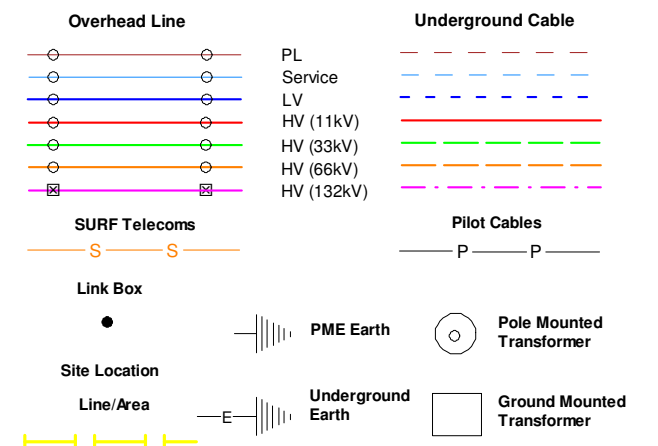 Overhead Line
Underground Cable
PL
Service
LV
HV (11kV)
HV (33kV)
HV (66kV)
HV (132kV)
SURF Telecoms
Pilot Cables
S S
P P
Link Box
PME Earth
Pole Mounted
Transformer
Site Location
Line/Area
E
Underground
Earth
Ground Mounted
Transformer